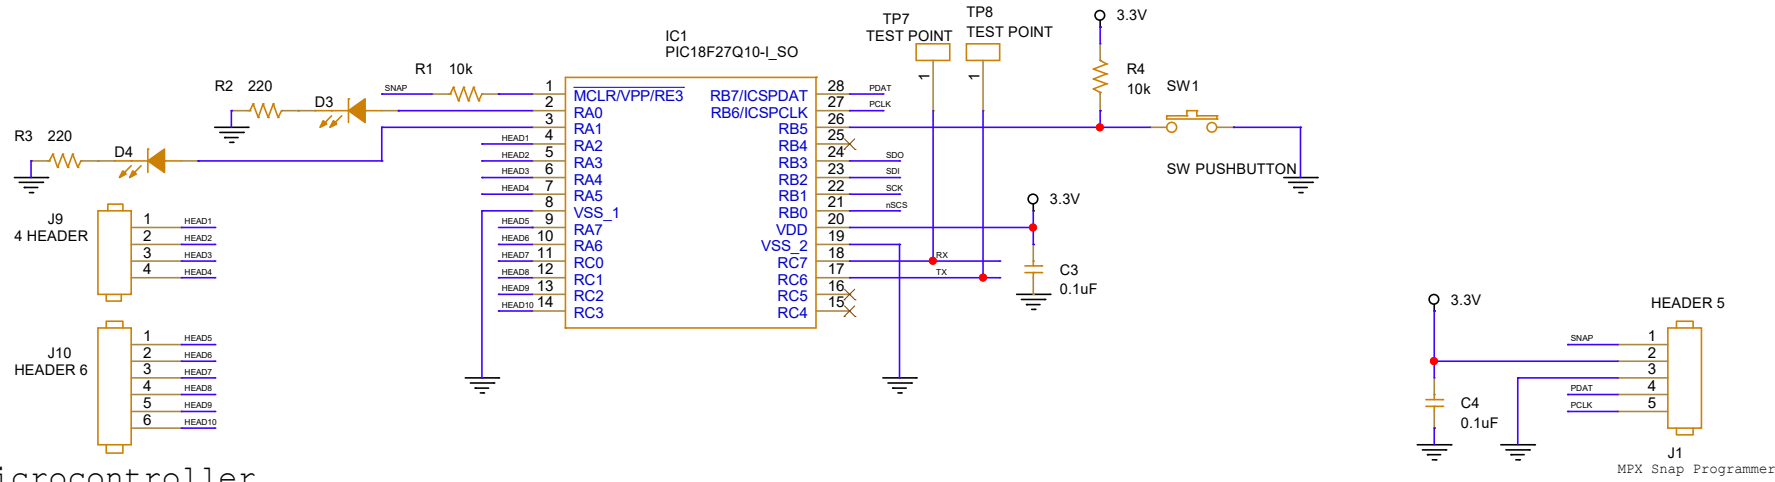 TP7
TEST POINT
TP8
TEST POINT
1
1
3.3V
R4
10k
SW1
SW PUSHBUTTON
IC1
PIC18F27Q10-I_SO
R1 10k
SNAP
R2 220
D3
R3 220
D4
1 MCLR/VPP/RE3
2 RA0
3 RA1
HEAD1 4 RA2
HEAD2 5 RA3
HEAD3 6 RA4
HEAD4 7 RA5
8 VSS_1
HEAD5 9 RA7
HEAD6 10 RA6
HEAD7 11 RC0
HEAD8 12 RC1
HEAD9 13 RC2
HEAD10 14 RC3
RB7/ICSPDAT 28 PDAT
RB6/ICSPCLK 27 PCLK
RB5 26
RB4 25
RB3 24 SDO
RB2 23 SDI
RB1 22 SCK
RB0 21 nSCS
VDD 20
VSS_2 19
RC7 18 RX
RC6 17 TX
RC5 16
RC4 15
3.3V
C3
0.1uF
J9
4 HEADER
1 HEAD1
2 HEAD2
3 HEAD3
4 HEAD4
J10
HEADER 6
1 HEAD5
2 HEAD6
3 HEAD7
4 HEAD8
5 HEAD9
6 HEAD10
3.3V
C4
0.1uF
HEADER 5
SNAP 1
2
3
PDAT 4
PCLK 5
J1
MPX Snap Programmer
icrocontroller